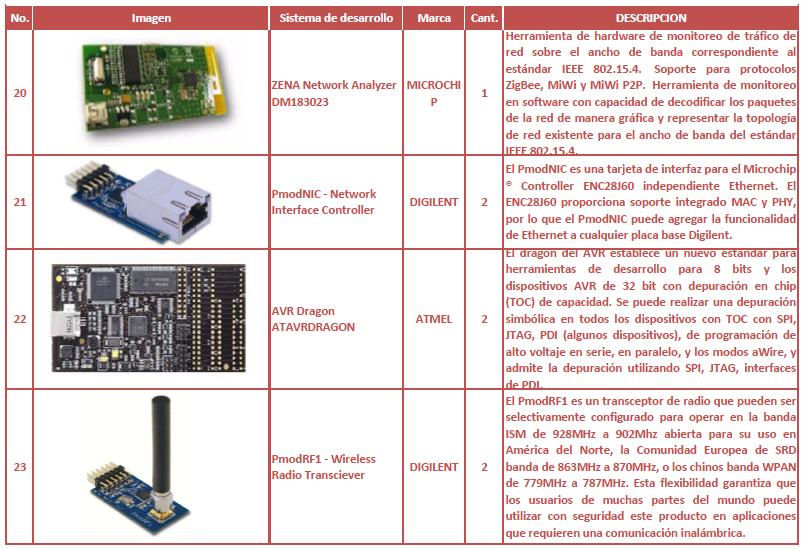 No. Imagen Sistema de desarrollo Marca Cant. DESCRIPCION
20
ZENA Network Analyzer
DM183023
MICROCHI
P
1
Herramienta de hardware de monitoreo de tráfico de
red sobre el ancho de banda correspondiente al
estándar IEEE 802.15.4. Soporte para protocolos
ZigBee, MiWi y MiWi P2P. Herramienta de monitoreo
en software con capacidad de decodificar los paquetes
de la red de manera gráfica y representar la topología
de red existente para el ancho de banda del estándar
IEEE 802.15.4.
21
PmodNIC - Network
Interface Controller
DIGILENT
2
El PmodNIC es una tarjeta de interfaz para el Microchip
® Controller ENC28J60 independiente Ethernet. El
ENC28J60 proporciona soporte integrado MAC y PHY,
por lo que el PmodNIC puede agregar la funcionalidad
de Ethernet a cualquier placa base Digilent.
22
AVR Dragon
ATAVRDRAGON
ATMEL
2
El dragón del AVR establece un nuevo estándar para
herramientas de desarrollo para 8 bits y los
dispositivos AVR de 32 bit con depuración en chip
(TOC) de capacidad. Se puede realizar una depuración
simbólica en todos los dispositivos con TOC con SPI,
JTAG, PDI (algunos dispositivos), de programación de
alto voltaje en serie, en paralelo, y los modos aWire, y
admite la depuración utilizando SPI, JTAG, interfaces
de PDI.
23
PmodRF1 - Wireless
Radio Transciever
DIGILENT
2
El PmodRF1 es un transceptor de radio que pueden ser
selectivamente configurado para operar en la banda
ISM de 928MHz a 902Mhz abierta para su uso en
América del Norte, la Comunidad Europea de SRD
banda de 863MHz a 870MHz, o los chinos banda WPAN
de 779MHz a 787MHz. Esta flexibilidad garantiza que
los usuarios de muchas partes del mundo puede
utilizar con seguridad este producto en aplicaciones
que requieren una comunicación inalámbrica.